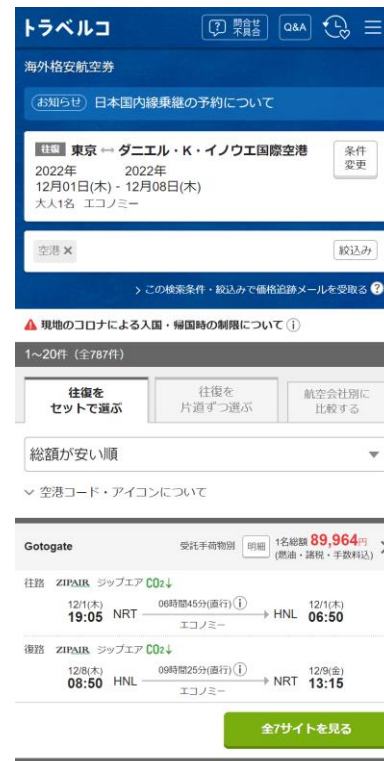 トラベルコ
問合せ
不具合
Q&A
海外格安航空券
お知らせ 日本国内線乗継の予約について
往復 東京 ⇔ ダニエル・K・イノウエ国際空港
条件
変更
2022年 2022年
12月01日(木) - 12月08日(木)
大人1名 エコノミー
空港 ×
絞込み
> この検索条件・絞込みで価格追跡メールを受取る ?
現地のコロナによる入国・帰国時の制限について i
1〜20件 (全787件)
往復を
セットで選ぶ
往復を
片道ずつ選ぶ
航空会社別に
比較する
総額が安い順
空港コード・アイコンについて
Gotogate 受託手荷物別 明細 1名総額 89,964円
(燃油・諸税・手数料込)
往路 ZIPAIR ジップエア CO2↓
12/1(木) 06時間45分(直行) i 12/1(木)
19:05 NRT → HNL 06:50
エコノミー
復路 ZIPAIR ジップエア CO2↓
12/8(木) 09時間25分(直行) i 12/9(金)
08:50 HNL → NRT 13:15
エコノミー
全7サイトを見る